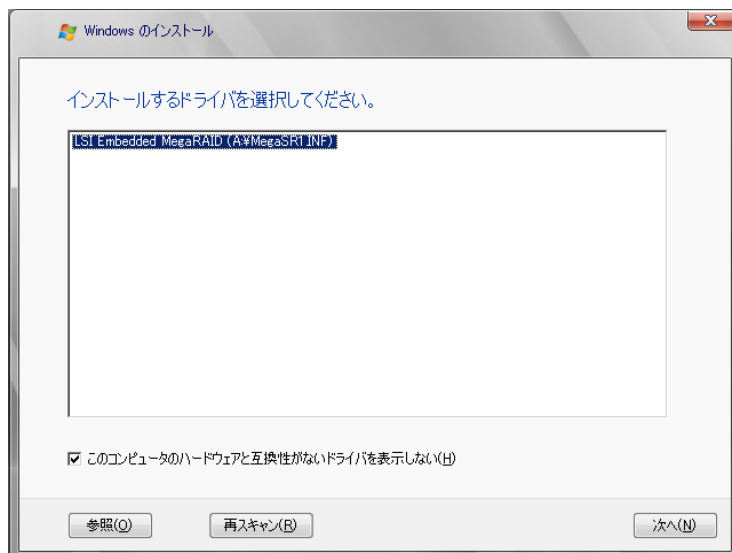 Windows のインストール
インストールするドライバを選択してください。
LSI Embedded MegaRAID (A:¥MegaSR1.INF)
このコンピュータのハードウェアと互換性がないドライバを表示しない(H)
参照(O) 再スキャン(R) 次へ(N)